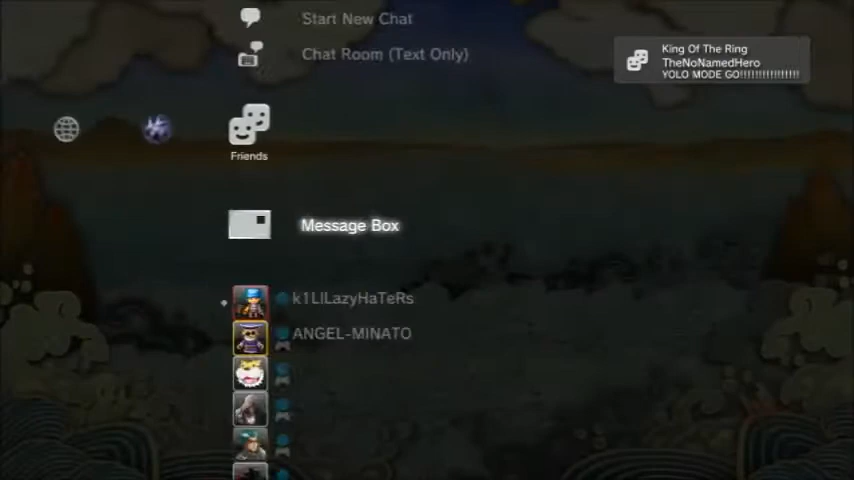 Start New Chat
Chat Room (Text Only)
King Of The Ring
TheNoNamedHero
YOLO MODE GO!!!!!!!!!!!!!!!!!
Friends
Message Box
k1LlLazyHaTeRs
ANGEL-MINATO